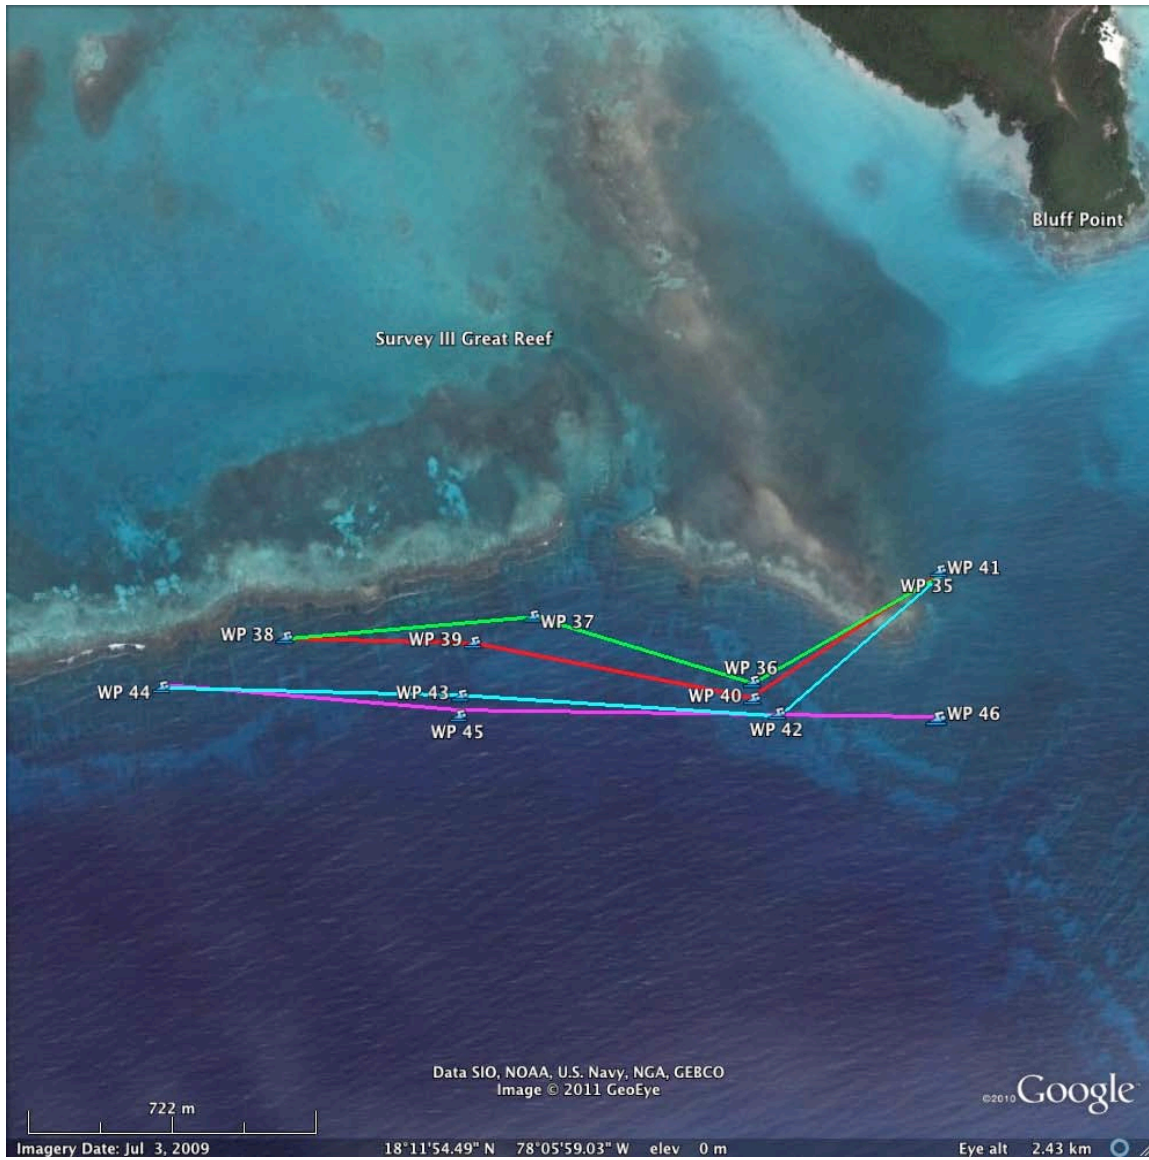 Bluff Point
Survey III Great Reef
WP 41
WP 35
WP 37
WP 38
WP 39
WP 36
WP 44
WP 43
WP 40
WP 46
WP 45
WP 42
Data SIO, NOAA, U.S. Navy, NGA, GEBCO
Image © 2011 GeoEye
©2010 Google
722 m
Imagery Date: Jul 3, 2009 18°11'54.49" N 78°05'59.03" W elev 0 m Eye alt 2.43 km